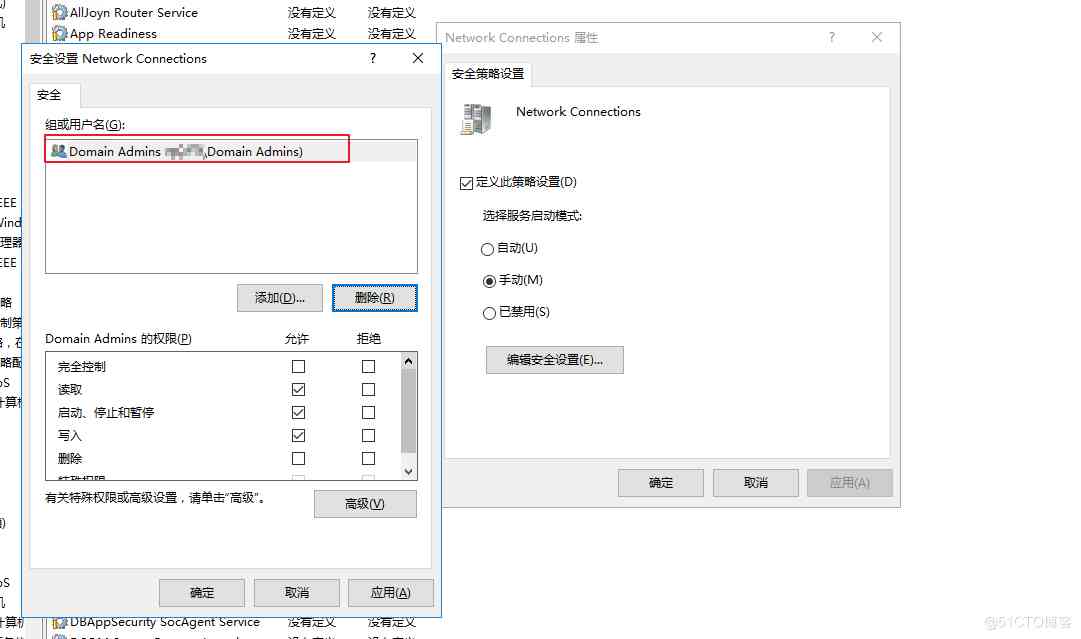 AllJoyn Router Service 没有定义 没有定义
App Readiness 没有定义 没有定义
安全设置 Network Connections
?
安全
组或用户名(G):
Domain Admins
Domain Admins)
添加(D)...
删除(R)
Domain Admins 的权限(P)
允许
拒绝
完全控制
读取
启动、停止和暂停
写入
删除
特殊权限
有关特殊权限或高级设置，请单击“高级”。
高级(V)
确定
取消
应用(A)
Network Connections 属性
?
安全策略设置
Network Connections
定义此策略设置(D)
选择服务启动模式:
自动(U)
手动(M)
已禁用(S)
编辑安全设置(E)...
确定
取消
应用(A)
DBAppSecurity SocAgent Service 没有定义 没有定义
@51CTO博客